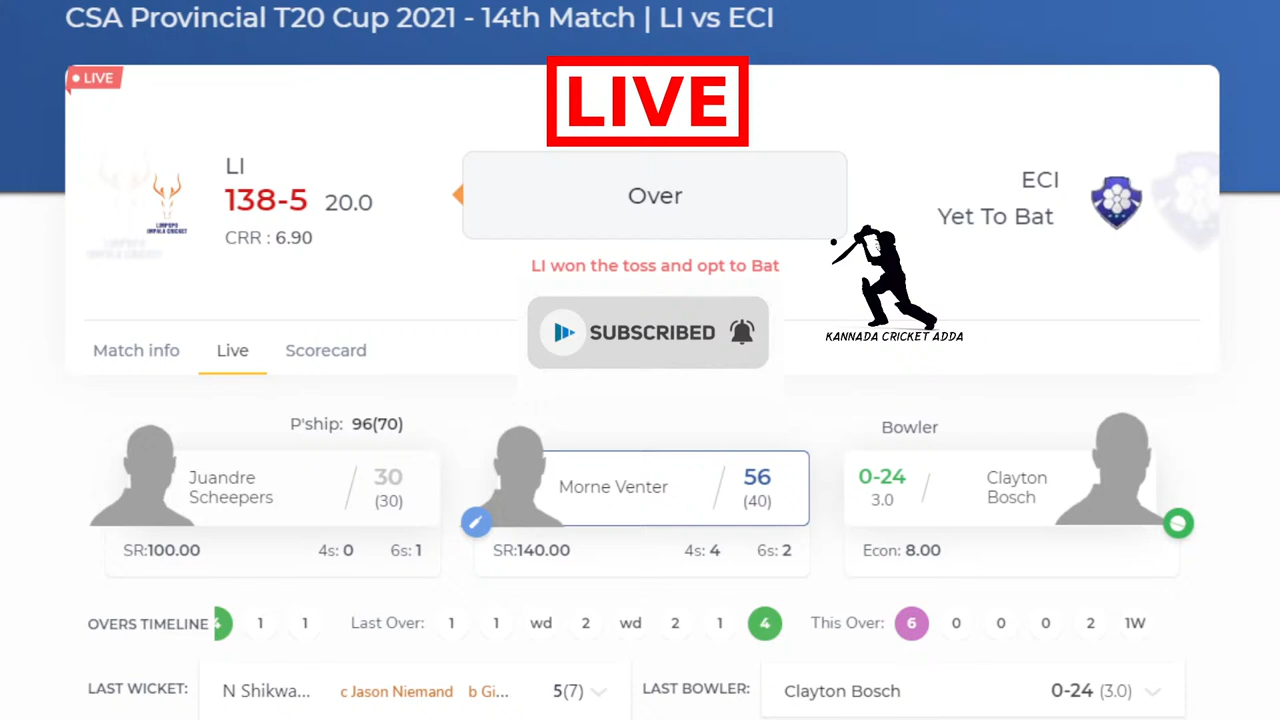 CSA Provincial T20 Cup 2021 - 14th Match | LI vs ECI
LIVE
LIVE
LI
138-5 20.0
CRR : 6.90
LIMPOPO
IMPALA CRICKET
Over
ECI
Yet To Bat
LI won the toss and opt to Bat
SUBSCRIBED
KANNADA CRICKET ADDA
Match info Live Scorecard
P'ship: 96(70)
Bowler
Juandre
Scheepers
30
(30)
SR:100.00 4s: 0 6s: 1
Morne Venter
56
(40)
SR:140.00 4s: 4 6s: 2
0-24
3.0
Clayton
Bosch
Econ: 8.00
OVERS TIMELINE 4 1 1 Last Over: 1 1 wd 2 wd 2 1 4 This Over: 6 0 0 0 2 1W
LAST WICKET: N Shikwa... c Jason Niemand b Gi... 5(7) LAST BOWLER: Clayton Bosch 0-24 (3.0)